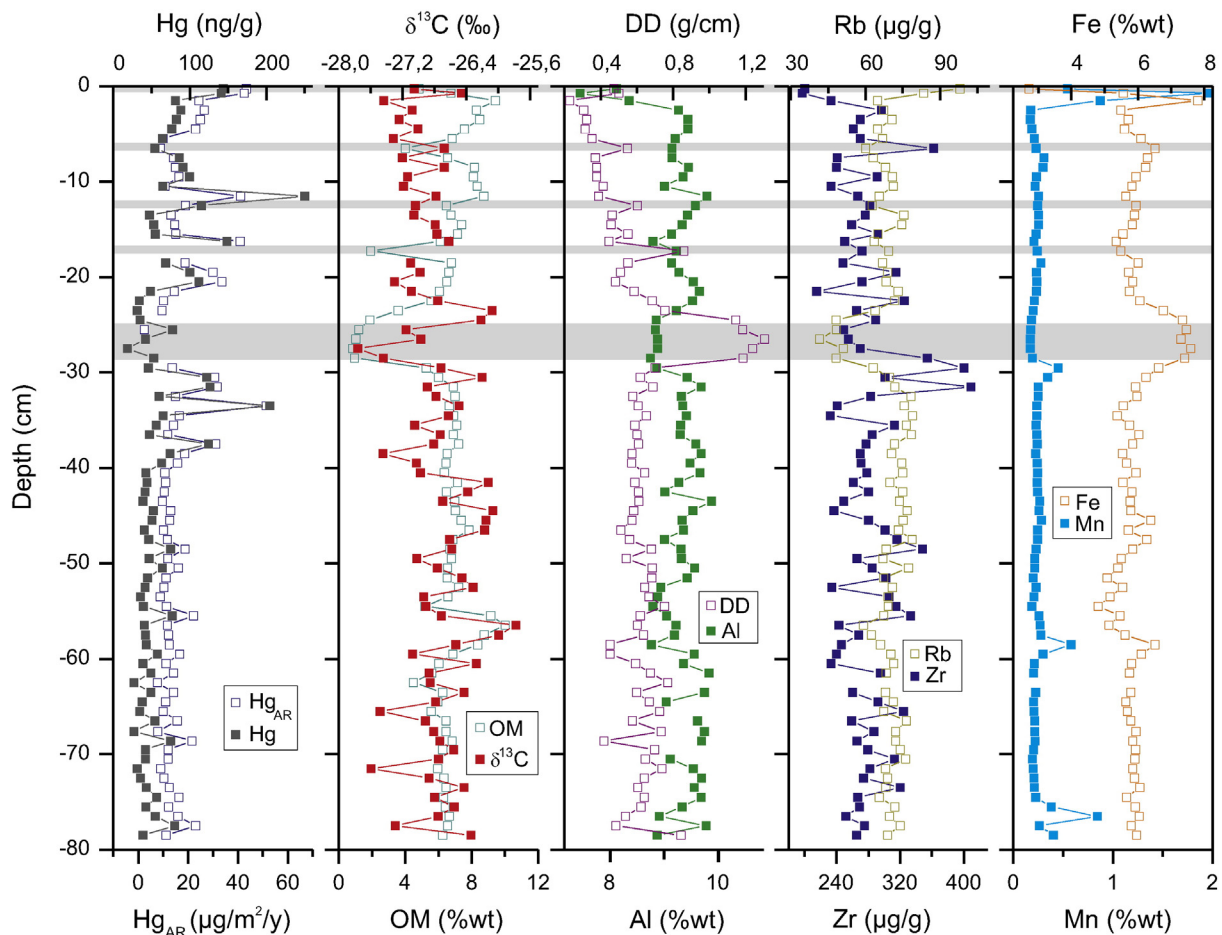 Hg (ng/g) δ¹³C (‰) DD (g/cm) Rb (µg/g) Fe (%wt)
0 100 200 -28,0 -27,2 -26,4 -25,6 0,4 0,8 1,2 30 60 90 0 4 6 8
Depth (cm)
0
-10
-20
-30
-40
-50
-60
-70
-80
Hg_AR
Hg
OM
δ¹³C
DD
Al
Rb
Zr
Fe
Mn
0 20 40 60 0 4 8 12 8 10 240 320 400 0 1 2
Hg_AR (µg/m²/y) OM (%wt) Al (%wt) Zr (µg/g) Mn (%wt)